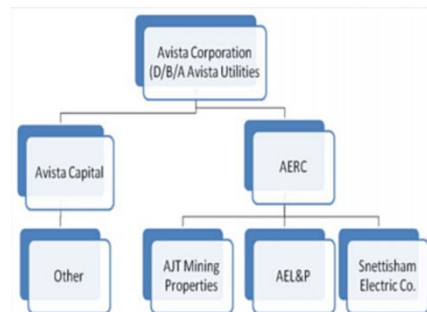 Avista Corporation
(D/B/A Avista Utilities
Avista Capital
AERC
Other
AJT Mining
Properties
AEL&P
Snettisham
Electric Co.